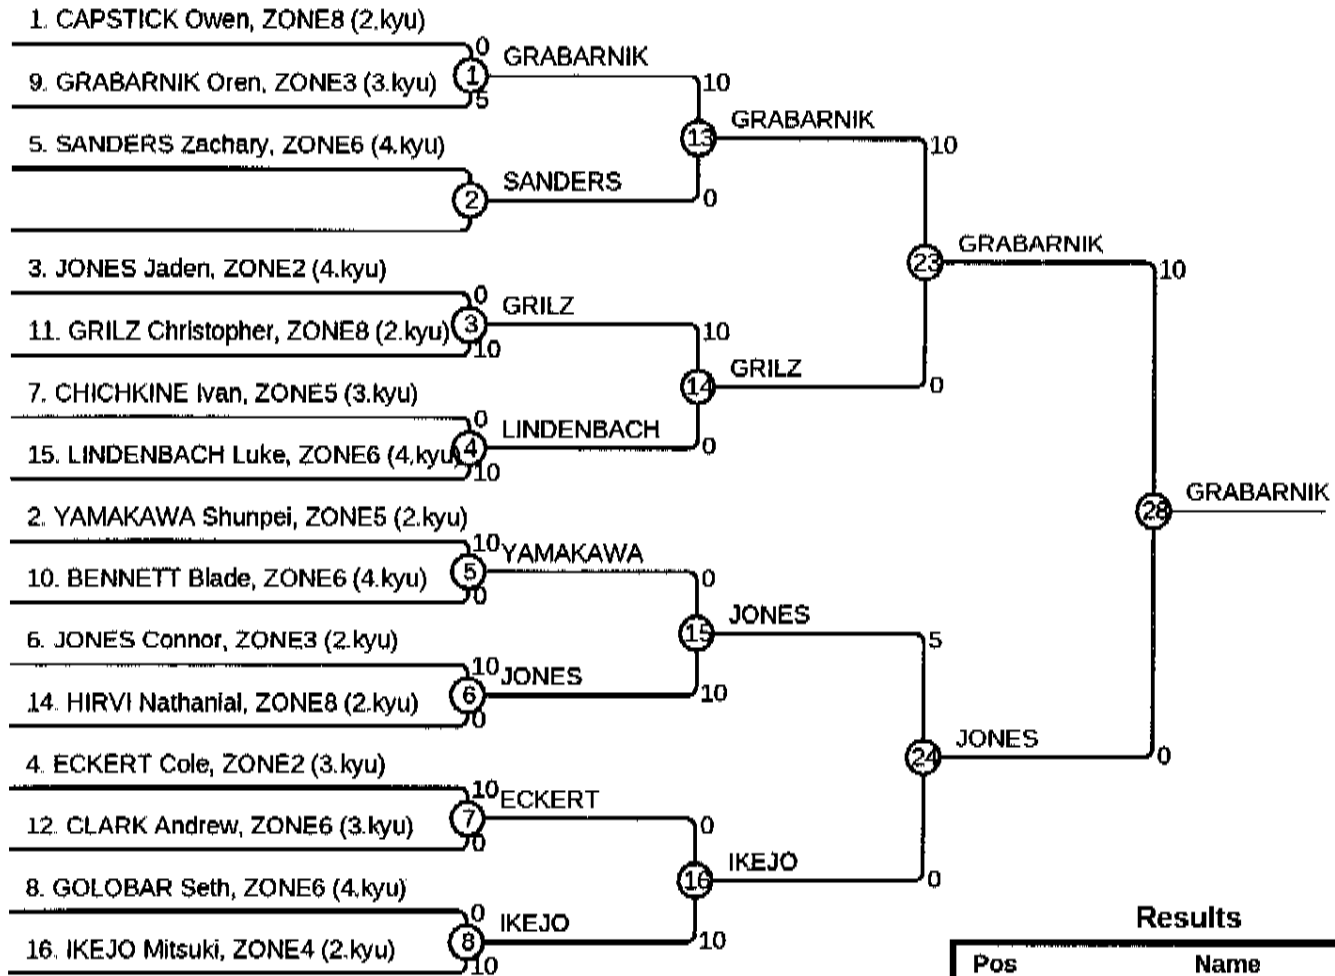 1. CAPSTICK Owen, ZONE8 (2.kyu)
0 GRABARNIK
1 10
9. GRABARNIK Oren, ZONE3 (3.kyu)
5
GRABARNIK
13 10
5. SANDERS Zachary, ZONE6 (4.kyu)
SANDERS
2 0
GRABARNIK
23 10
3. JONES Jaden, ZONE2 (4.kyu)
0 GRILZ
3 10
11. GRILZ Christopher, ZONE8 (2.kyu)
10
GRILZ
14 0
7. CHICHKINE Ivan, ZONE5 (3.kyu)
0 LINDENBACH
4 0
15. LINDENBACH Luke, ZONE6 (4.kyu)
10
GRABARNIK
28
2. YAMAKAWA Shunpei, ZONE5 (2.kyu)
10 YAMAKAWA
5 0
10. BENNETT Blade, ZONE6 (4.kyu)
0
JONES
15 5
6. JONES Connor, ZONE3 (2.kyu)
10 JONES
6 10
14. HIRVI Nathanial, ZONE8 (2.kyu)
0
JONES
24 0
4. ECKERT Cole, ZONE2 (3.kyu)
10 ECKERT
7 0
12. CLARK Andrew, ZONE6 (3.kyu)
0
IKEJO
16 0
8. GOLOBAR Seth, ZONE6 (4.kyu)
0 IKEJO
8 10
16. IKEJO Mitsuki, ZONE4 (2.kyu)
10
Results
Pos Name